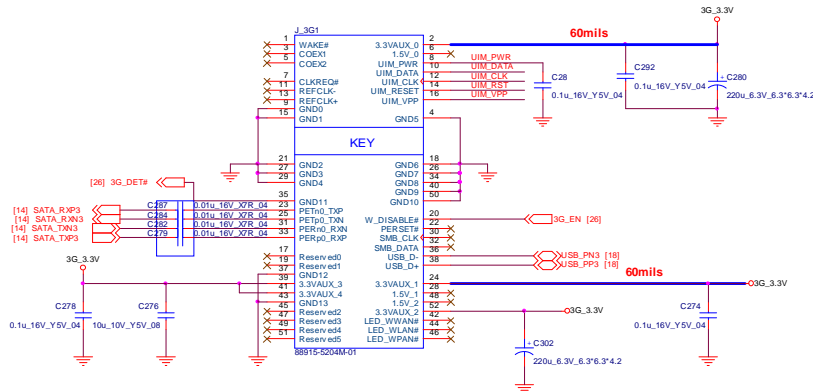 3G_3.3V
J_3G1
60mils
1 WAKE# 3.3VAUX_0 2
3 COEX1 1.5V_0 6
5 COEX2 UIM_PWR 8 UIM_PWR
UIM_DATA 10 UIM_DATA
7 CLKREQ# UIM_CLK 12 UIM_CLK
11 REFCLK- UIM_RESET 14 UIM_RST
13 REFCLK+ UIM_VPP 16 UIM_VPP
9 GND0
15 GND1 GND5 4
C28
0.1u_16V_Y5V_04
C292
0.1u_16V_Y5V_04
C280
220u_6.3V_6.3*6.3*4.2
KEY
21 GND2 GND6 18
27 GND3 GND7 26
29 GND4 GND8 34
GND9 40
35 GND11 GND10 50
[26] 3G_DET#
[14] SATA_RXP3 C287 0.01u_16V_X7R_04 23 PETn0_TXP W_DISABLE# 20 3G_EN [26]
[14] SATA_RXN3 C284 0.01u_16V_X7R_04 25 PETp0_TXN PERSET# 22
[14] SATA_TXN3 C282 0.01u_16V_X7R_04 31 PERn0_RXN SMB_CLK 30
[14] SATA_TXP3 C279 0.01u_16V_X7R_04 33 PERp0_RXP SMB_DATA 32
17 Reserved0 USB_D- 36 USB_PN3 [18]
19 Reserved1 USB_D+ 38 USB_PP3 [18]
60mils
37 GND12
39 3.3VAUX_3 3.3VAUX_1 24 3G_3.3V
41 3.3VAUX_4 1.5V_1 28
43 GND13 1.5V_2 48
45 Reserved2 3.3VAUX_2 52 3G_3.3V
47 Reserved3 LED_WWAN# 42
49 Reserved4 LED_WLAN# 44
51 Reserved5 LED_WPAN# 46
88915-5204M-01
3G_3.3V
C278
0.1u_16V_Y5V_04
C276
10u_10V_Y5V_08
C274
0.1u_16V_Y5V_04
C302
220u_6.3V_6.3*6.3*4.2
+
+